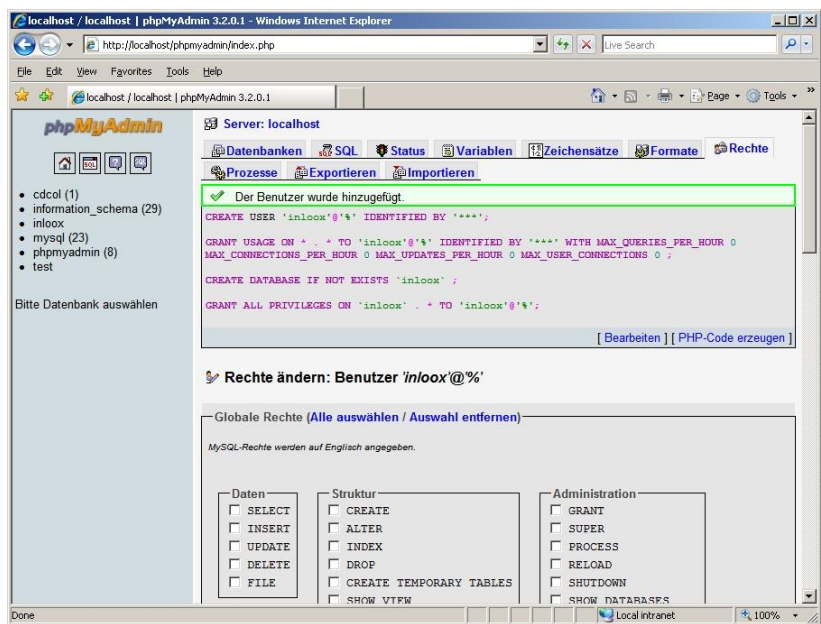 localhost / localhost | phpMyAdmin 3.2.0.1 - Windows Internet Explorer
http://localhost/phpmyadmin/index.php
Live Search
File Edit View Favorites Tools Help
localhost / localhost | phpMyAdmin 3.2.0.1
Page Tools
phpMyAdmin
SQL
cdcol (1)
information_schema (29)
inloox
mysql (23)
phpmyadmin (8)
test
Bitte Datenbank auswählen
Server: localhost
Datenbanken SQL Status Variablen Zeichensätze Formate Rechte
Prozesse Exportieren Importieren
Der Benutzer wurde hinzugefügt.
CREATE USER 'inloox'@'%' IDENTIFIED BY '***';
GRANT USAGE ON * . * TO 'inloox'@'%' IDENTIFIED BY '***' WITH MAX_QUERIES_PER_HOUR 0
MAX_CONNECTIONS_PER_HOUR 0 MAX_UPDATES_PER_HOUR 0 MAX_USER_CONNECTIONS 0 ;
CREATE DATABASE IF NOT EXISTS `inloox` ;
GRANT ALL PRIVILEGES ON `inloox` . * TO 'inloox'@'%';
[ Bearbeiten ] [ PHP-Code erzeugen ]
Rechte ändern: Benutzer 'inloox'@'%'
Globale Rechte (Alle auswählen / Auswahl entfernen)
MySQL-Rechte werden auf Englisch angegeben.
Daten
SELECT
INSERT
UPDATE
DELETE
FILE
Struktur
CREATE
ALTER
INDEX
DROP
CREATE TEMPORARY TABLES
SHOW VIEW
Administration
GRANT
SUPER
PROCESS
RELOAD
SHUTDOWN
SHOW DATABASES
Done
Local intranet
100%